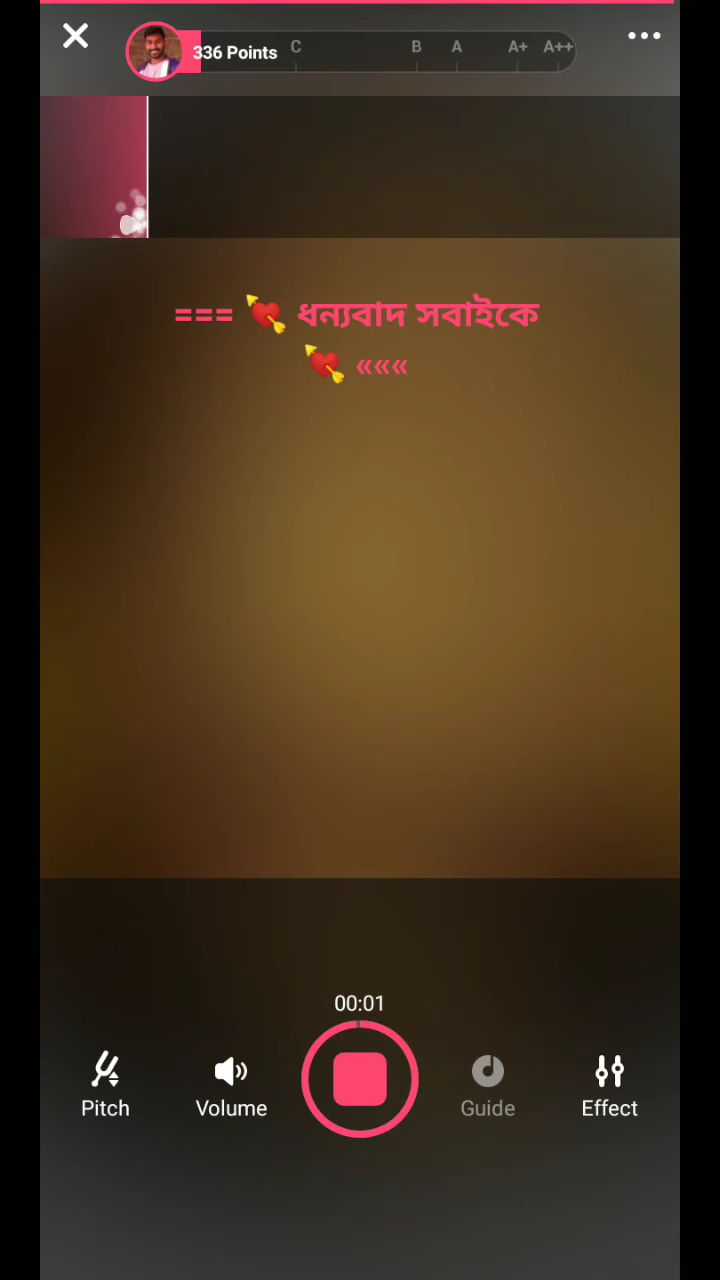 336 Points C B A A+ A++
=== 💘 ধন্যবাদ সবাইকে
💘 «««
00:01
Pitch Volume Guide Effect